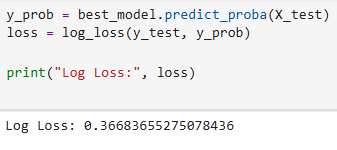 y_prob = best_model.predict_proba(X_test)
loss = log_loss(y_test, y_prob)
print("Log Loss:", loss)
Log Loss: 0.36683655275078436